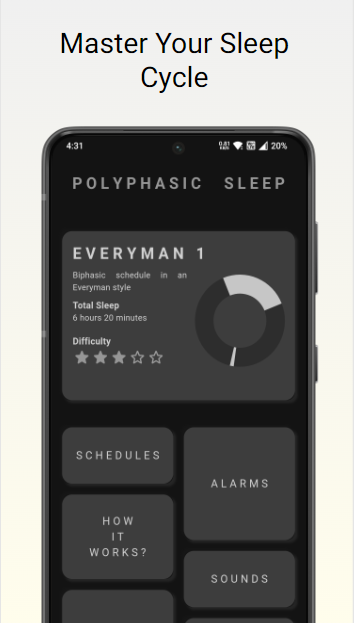 Master Your Sleep
Cycle
4:31
20%
POLYPHASIC SLEEP
EVERYMAN 1
Biphasic schedule in an
Everyman style
Total Sleep
6 hours 20 minutes
Difficulty
SCHEDULES
ALARMS
HOW
IT
WORKS?
SOUNDS